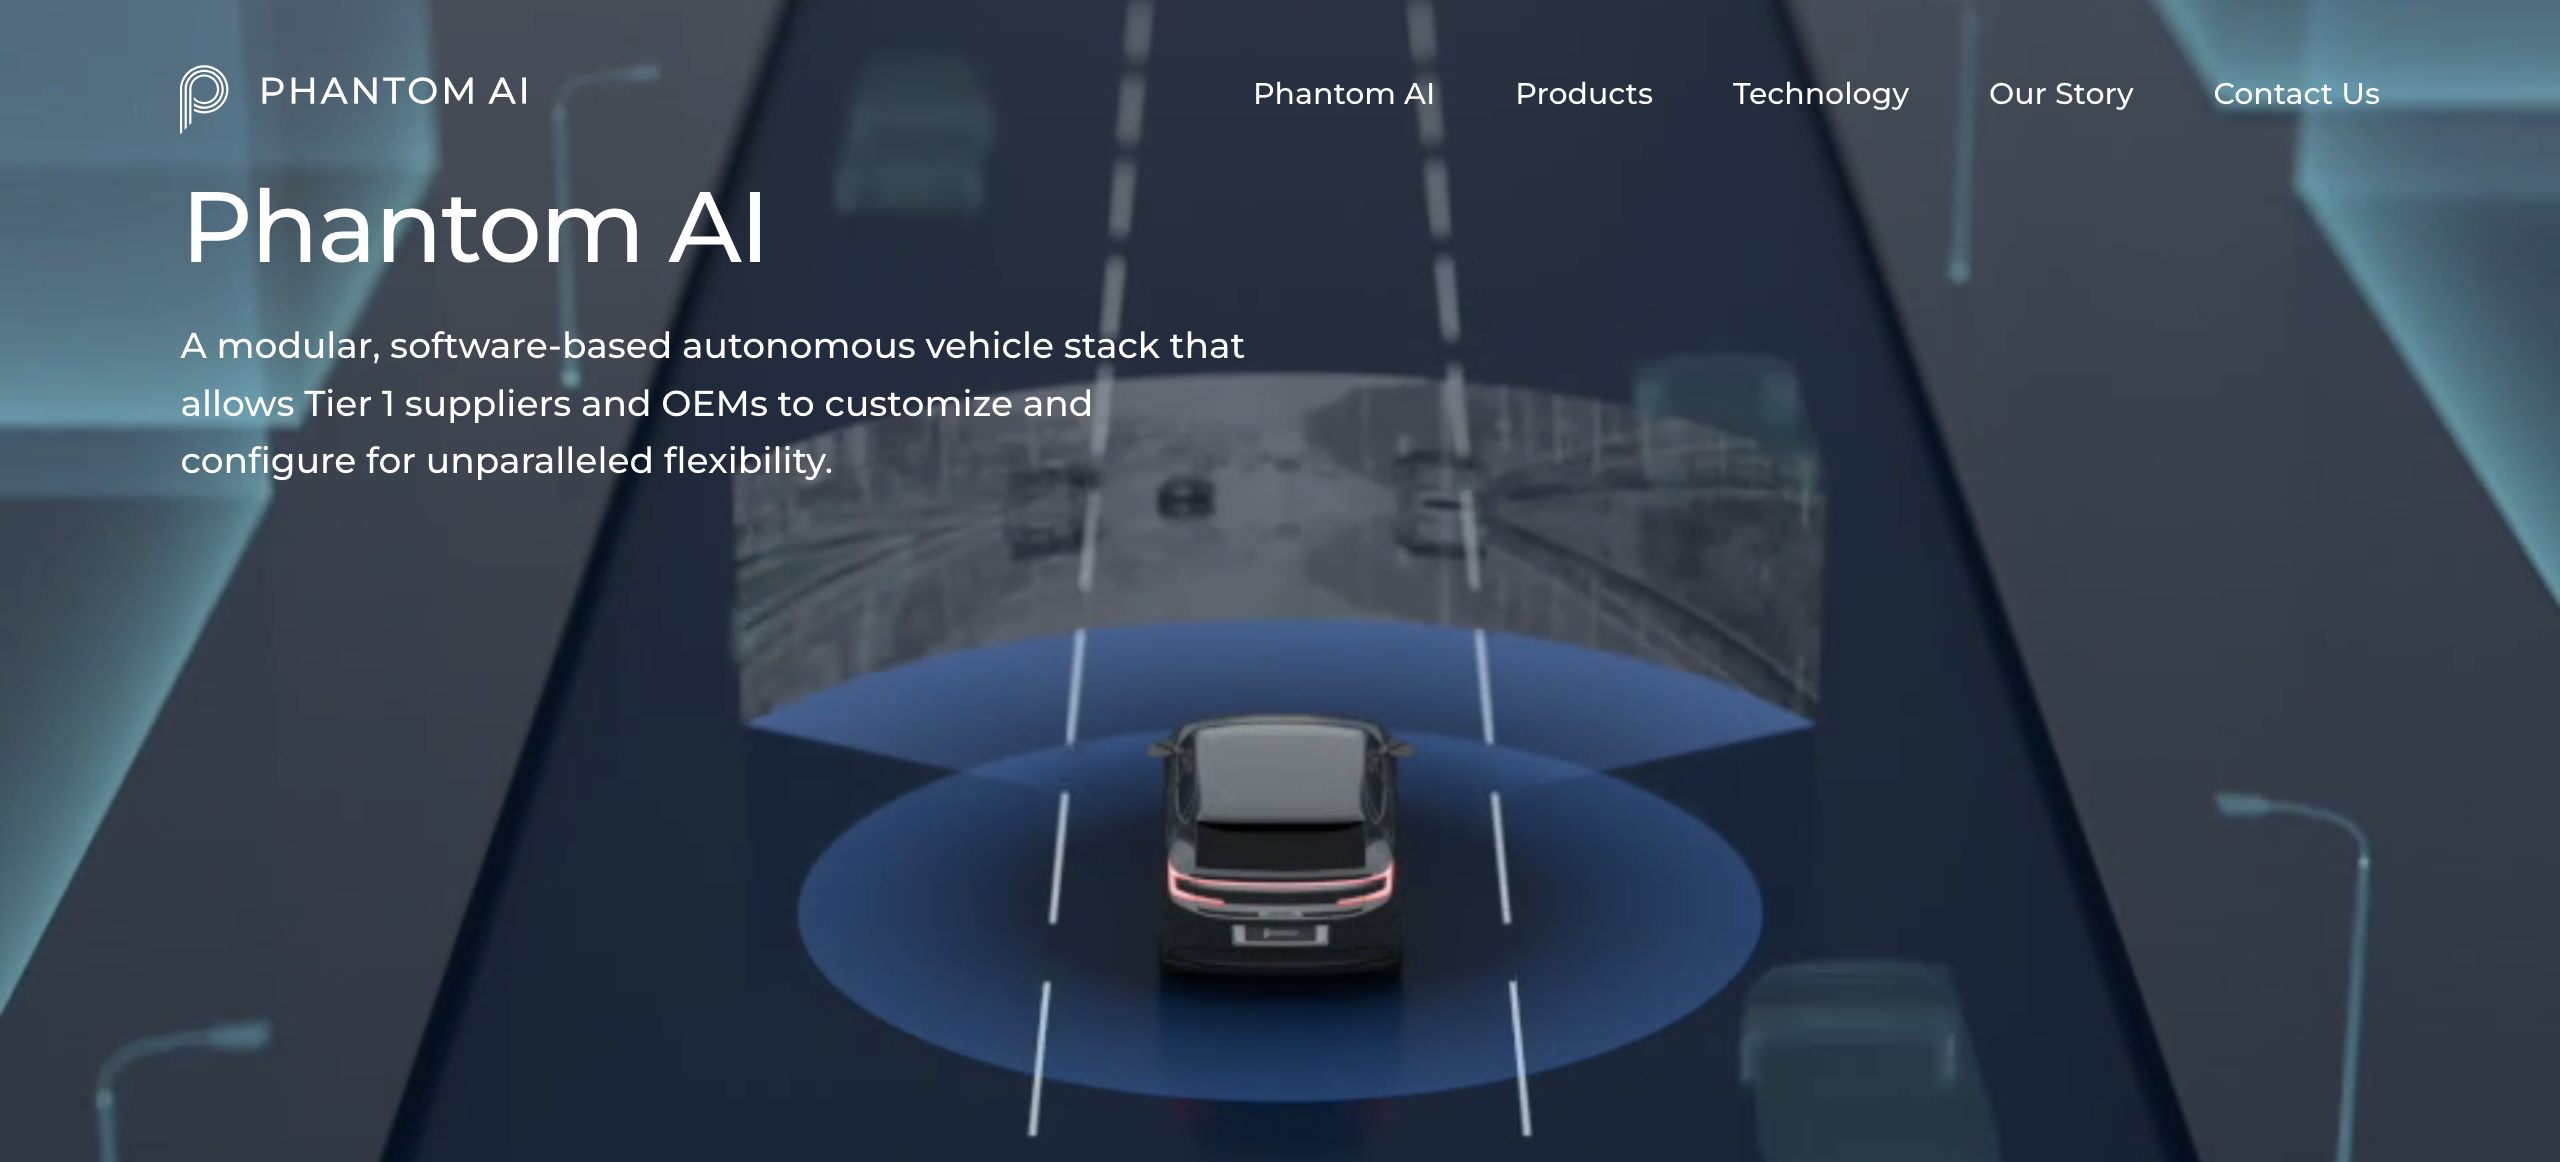 PHANTOM AI
Phantom AI
Products
Technology
Our Story
Contact Us
Phantom AI
A modular, software-based autonomous vehicle stack that
allows Tier 1 suppliers and OEMs to customize and
configure for unparalleled flexibility.